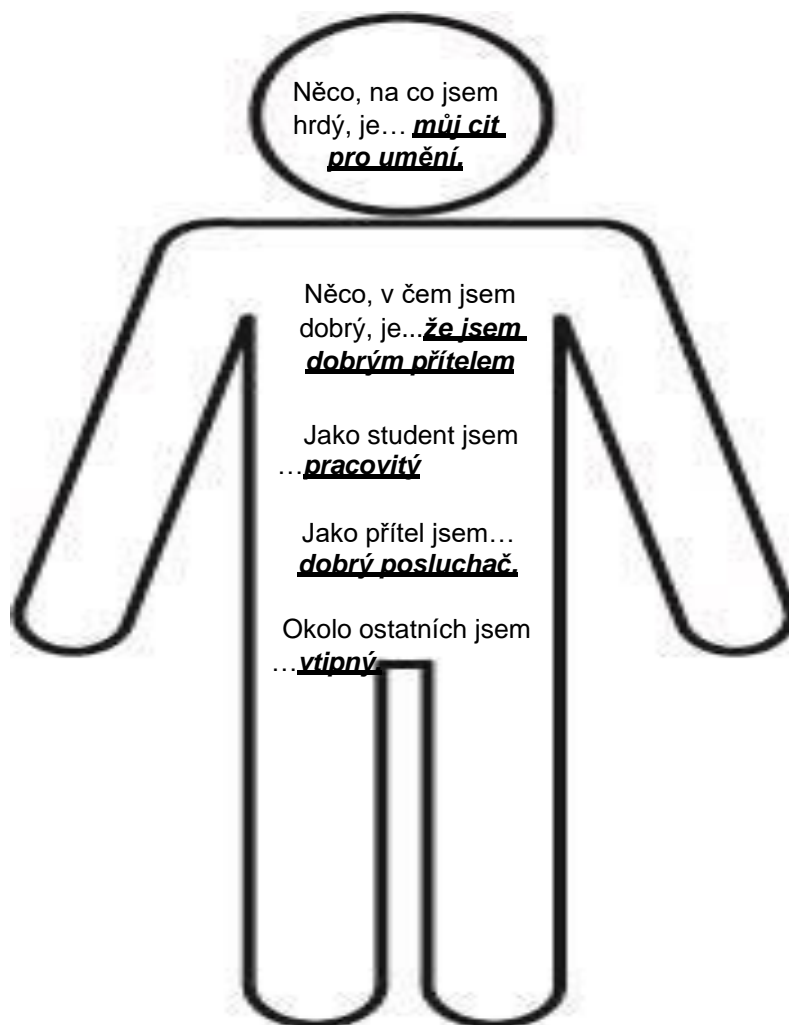 Něco, na co jsem
hrdý, je… můj cit
pro umění.
Něco, v čem jsem
dobrý, je...že jsem
dobrým přítelem
Jako student jsem
…pracovitý
Jako přítel jsem…
dobrý posluchač.
Okolo ostatních jsem
…vtipný.